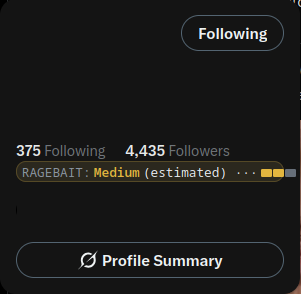 Following
375 Following 4,435 Followers
RAGEBAIT: Medium (estimated) ···
Profile Summary